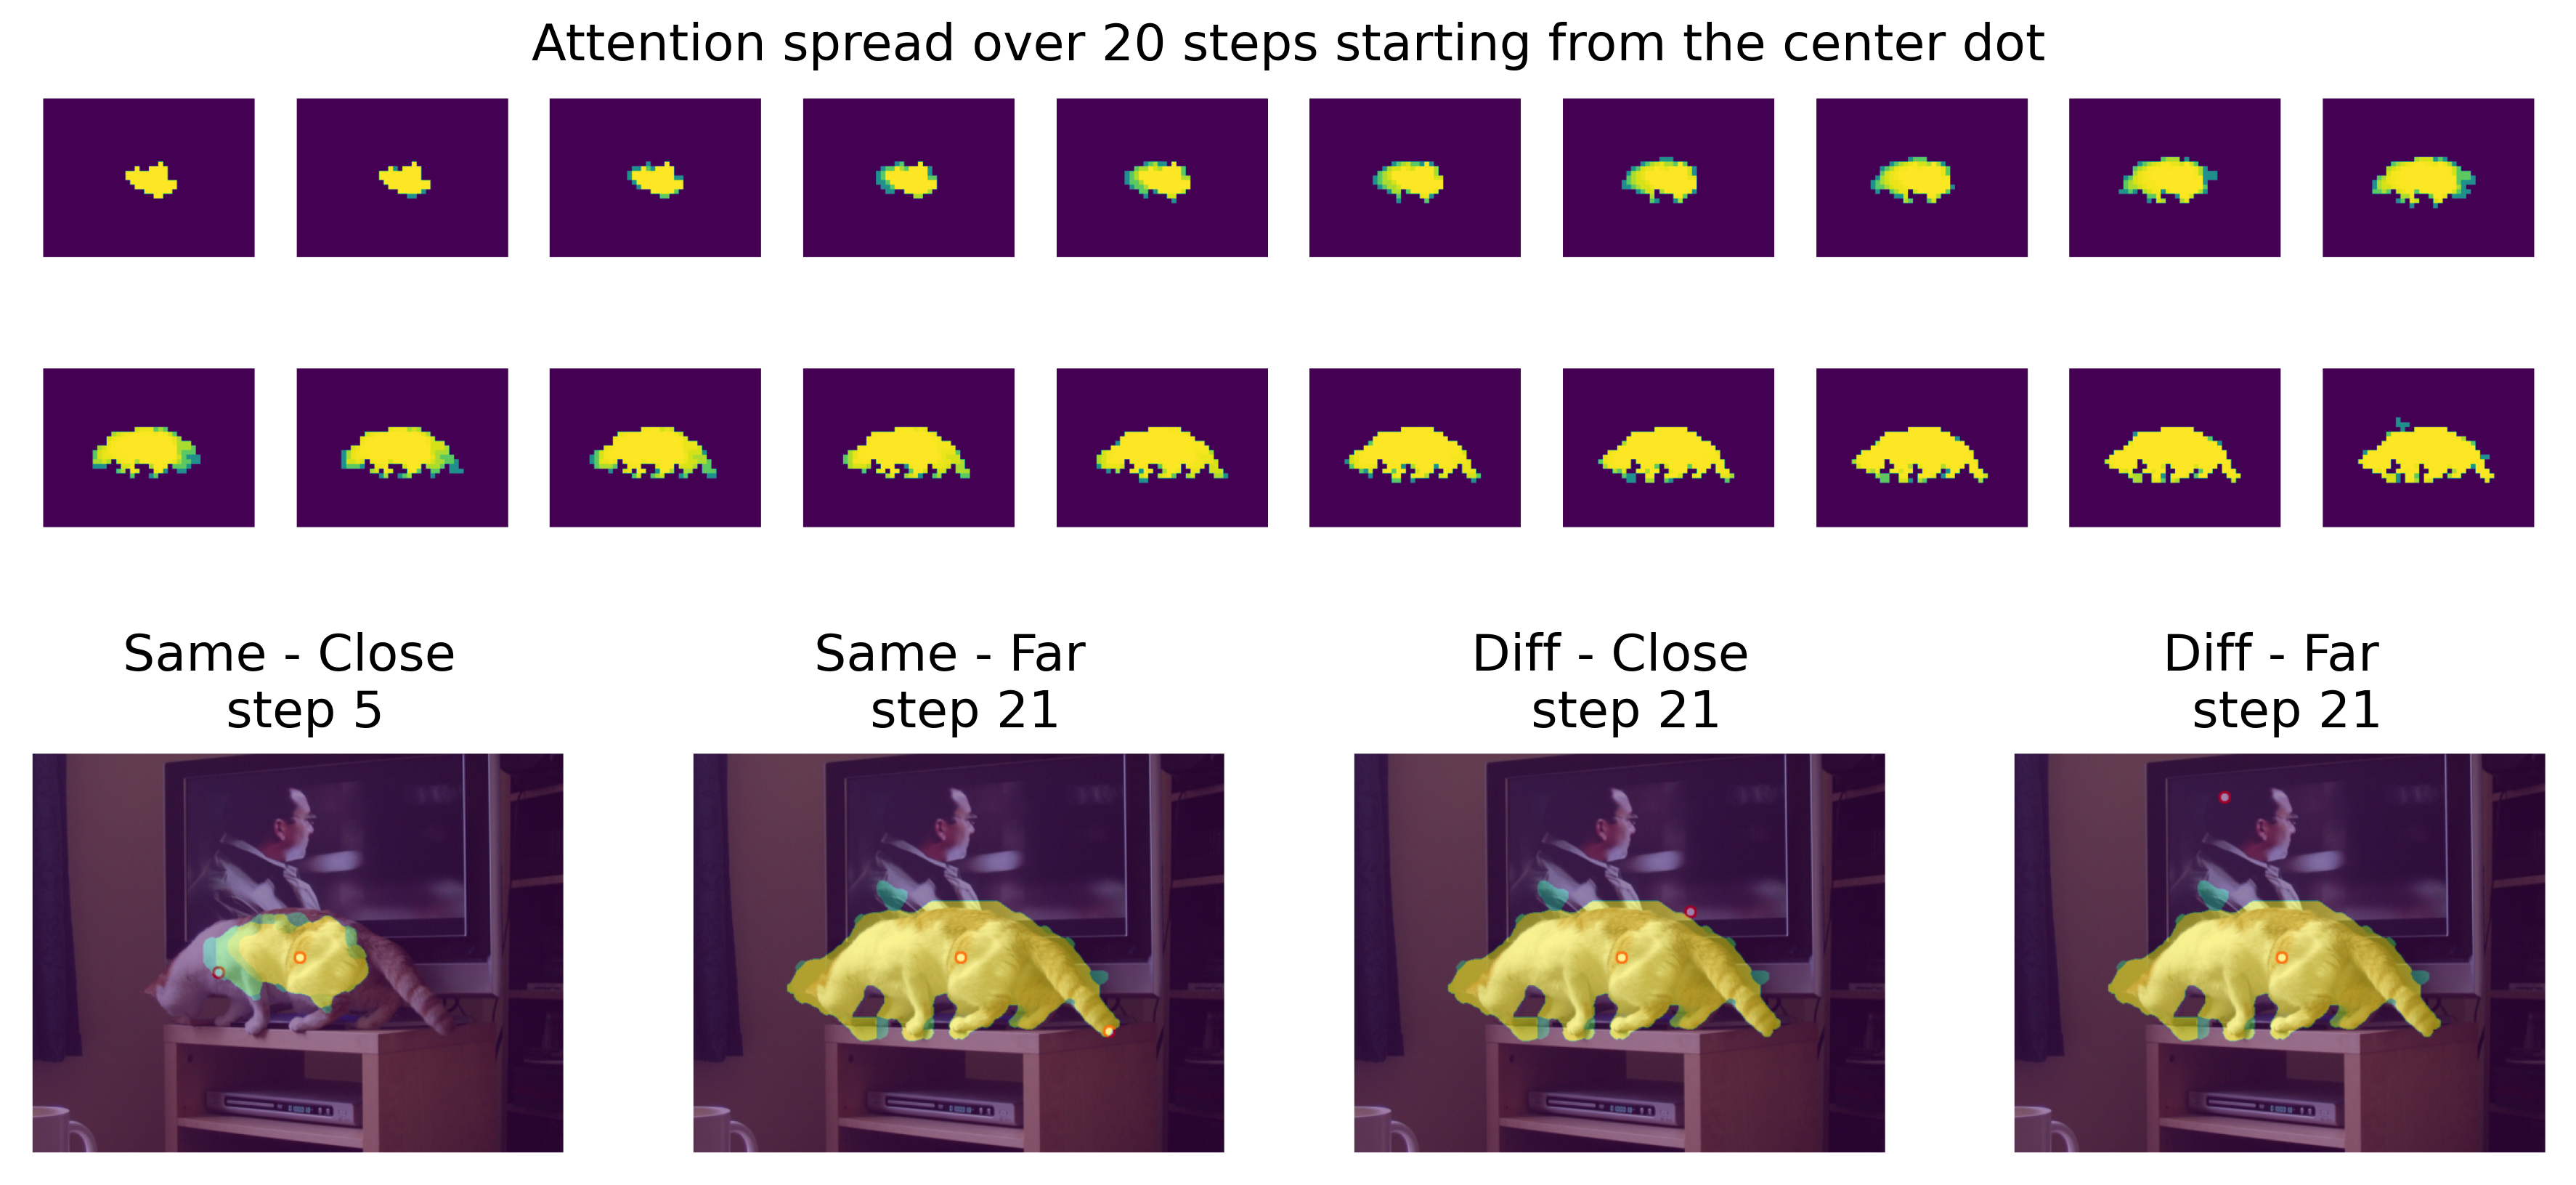 Attention spread over 20 steps starting from the center dot
Same - Close
step 5
Same - Far
step 21
Diff - Close
step 21
Diff - Far
step 21